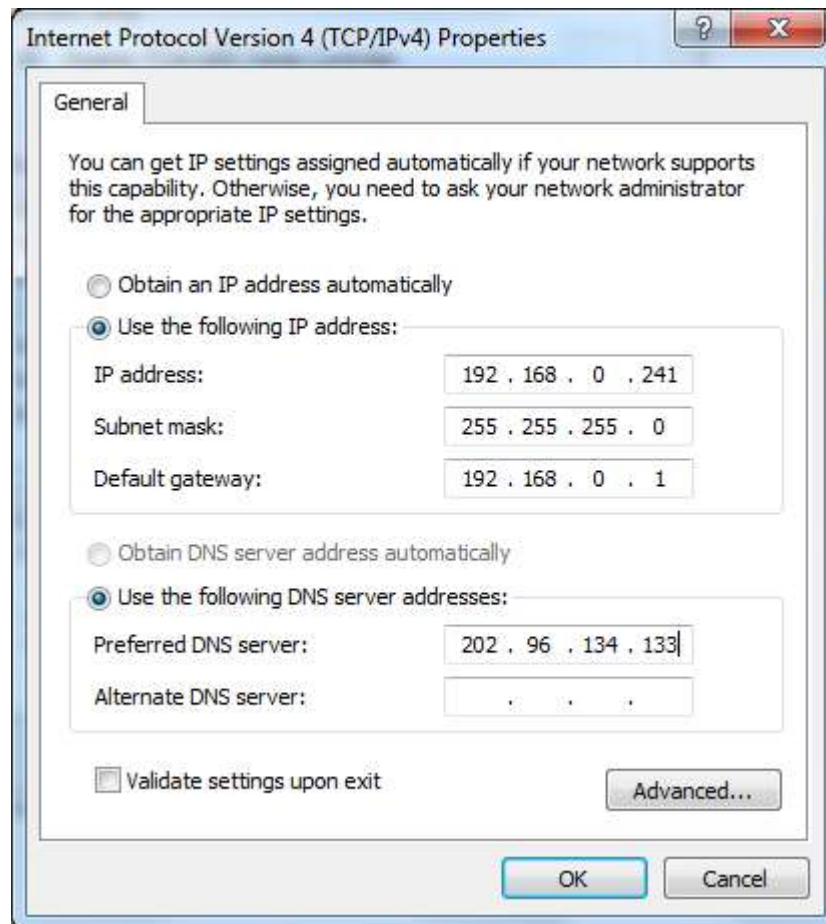 Internet Protocol Version 4 (TCP/IPv4) Properties
General
You can get IP settings assigned automatically if your network supports
this capability. Otherwise, you need to ask your network administrator
for the appropriate IP settings.
Obtain an IP address automatically
Use the following IP address:
IP address: 192 . 168 . 0 . 241
Subnet mask: 255 . 255 . 255 . 0
Default gateway: 192 . 168 . 0 . 1
Obtain DNS server address automatically
Use the following DNS server addresses:
Preferred DNS server: 202 . 96 . 134 . 133
Alternate DNS server: . . .
Validate settings upon exit
Advanced...
OK Cancel